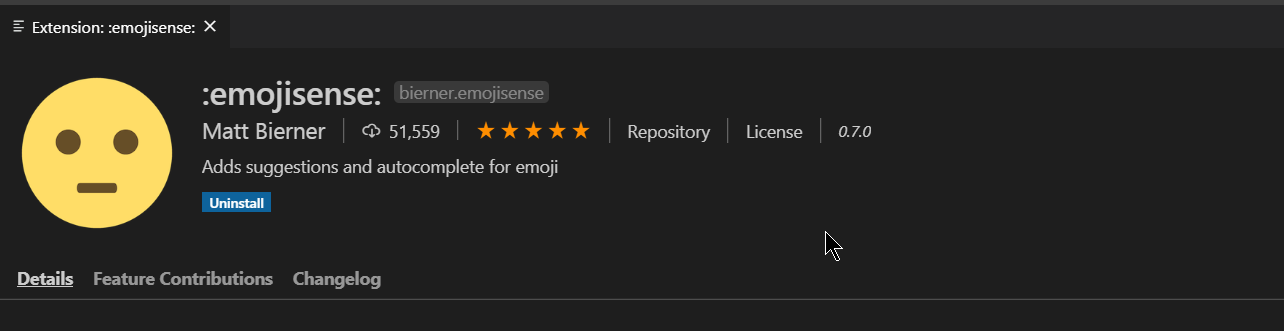 Extension: :emojisense:
:emojisense: bierner.emojisense
Matt Bierner 51,559 Repository License 0.7.0
Adds suggestions and autocomplete for emoji
Uninstall
Details Feature Contributions Changelog